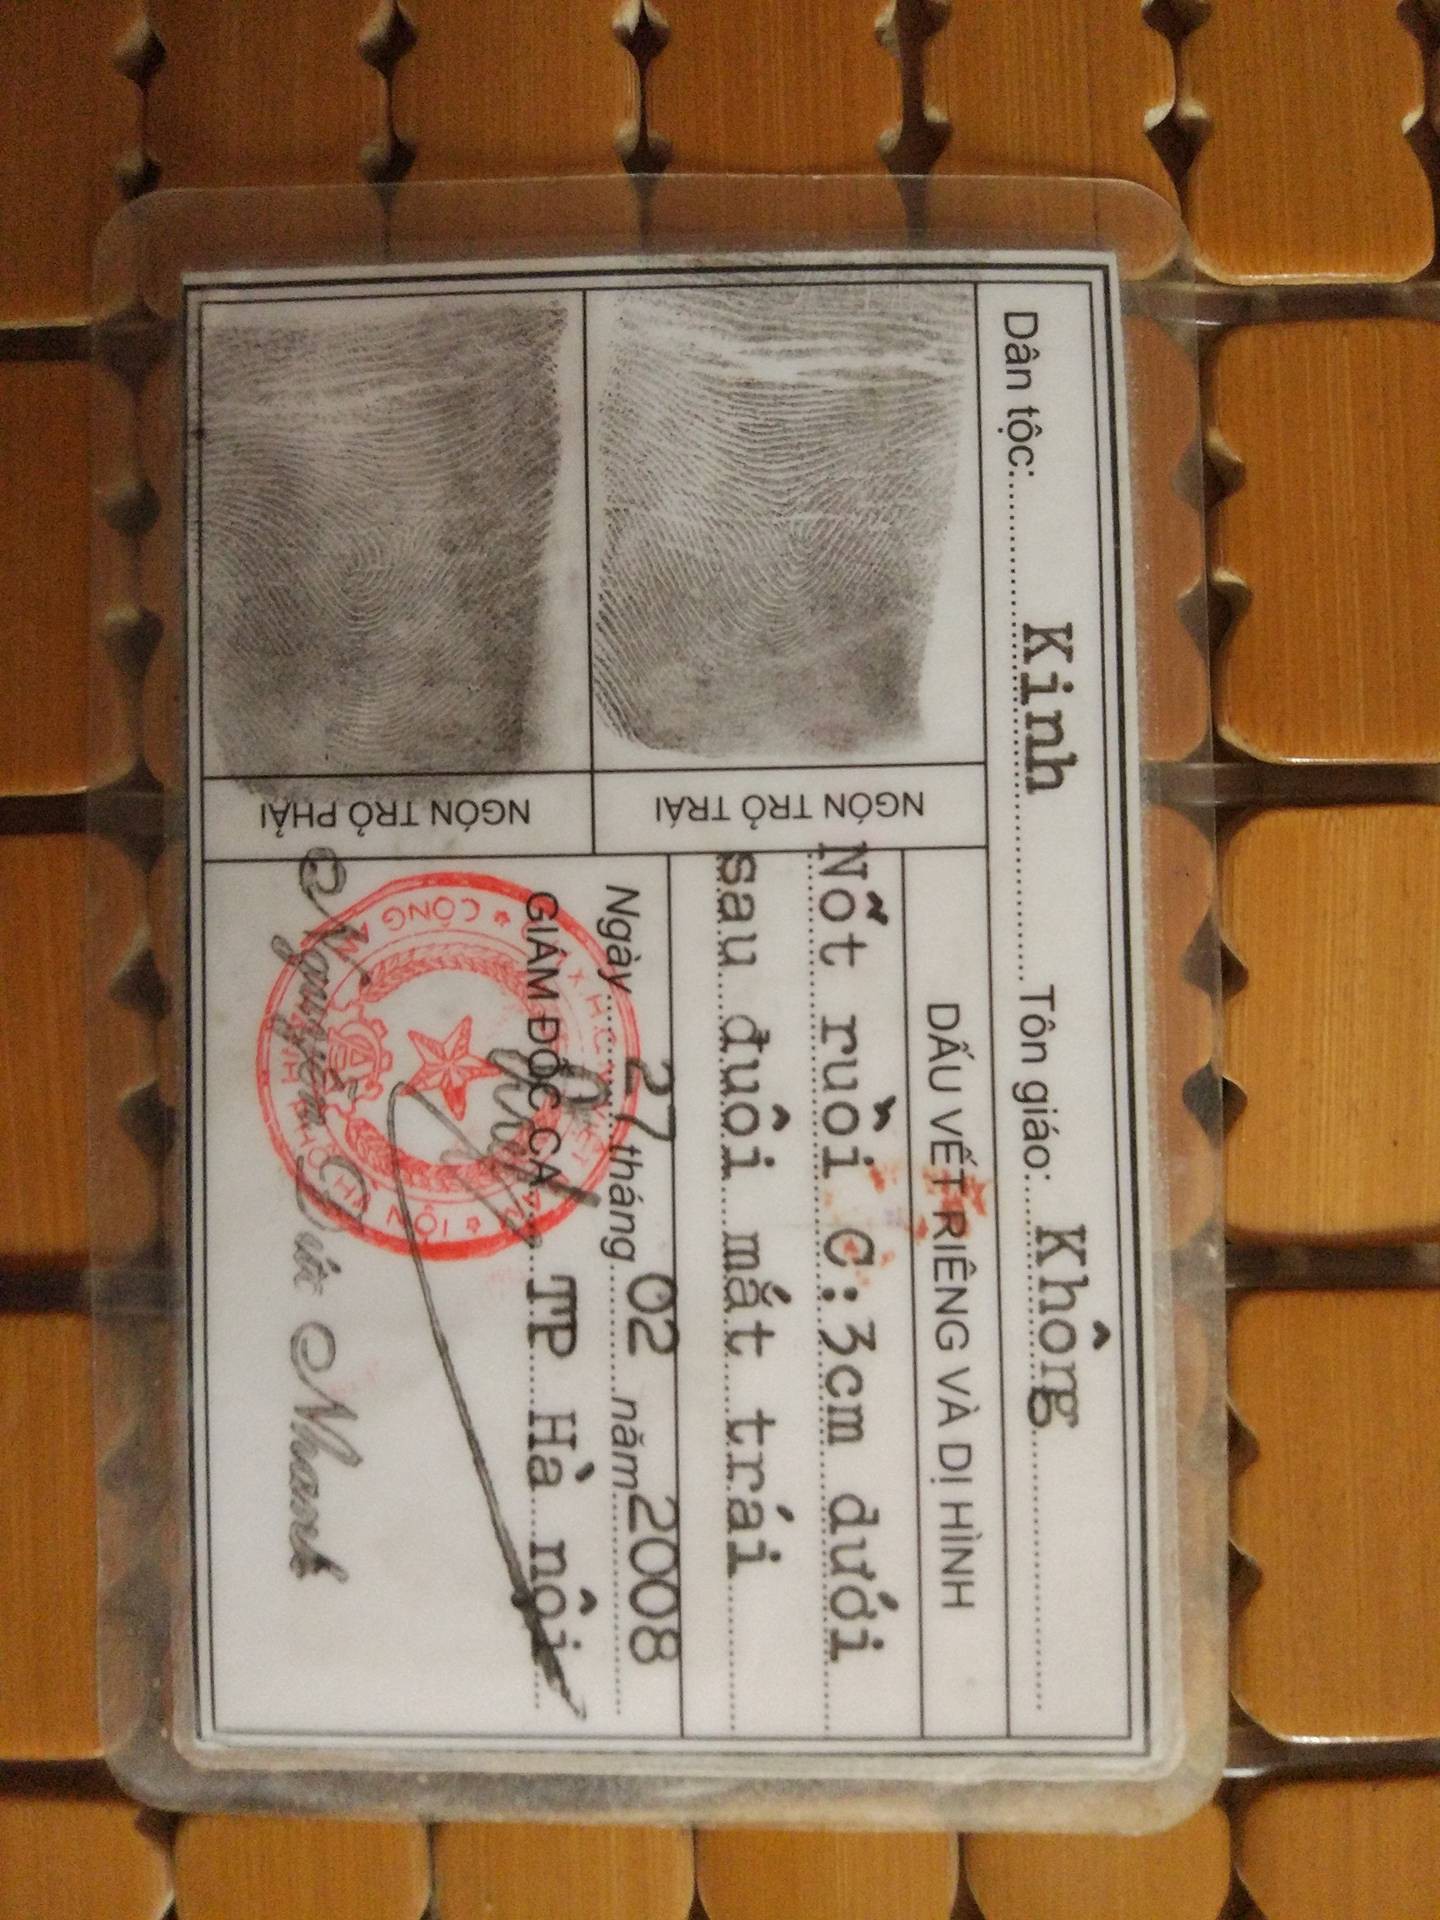 Dân tộc: Kinh Tôn giáo: Không
NGÓN TRỎ TRÁI
NGÓN TRỎ PHẢI
DẤU VẾT RIÊNG VÀ DỊ HÌNH
Nốt ruồi C:3cm dưới
sau đuôi mắt trái
Ngày 27 tháng 02 năm 2008
GIÁM ĐỐC CA TP Hà nội
Nguyễn Đức Nhanh